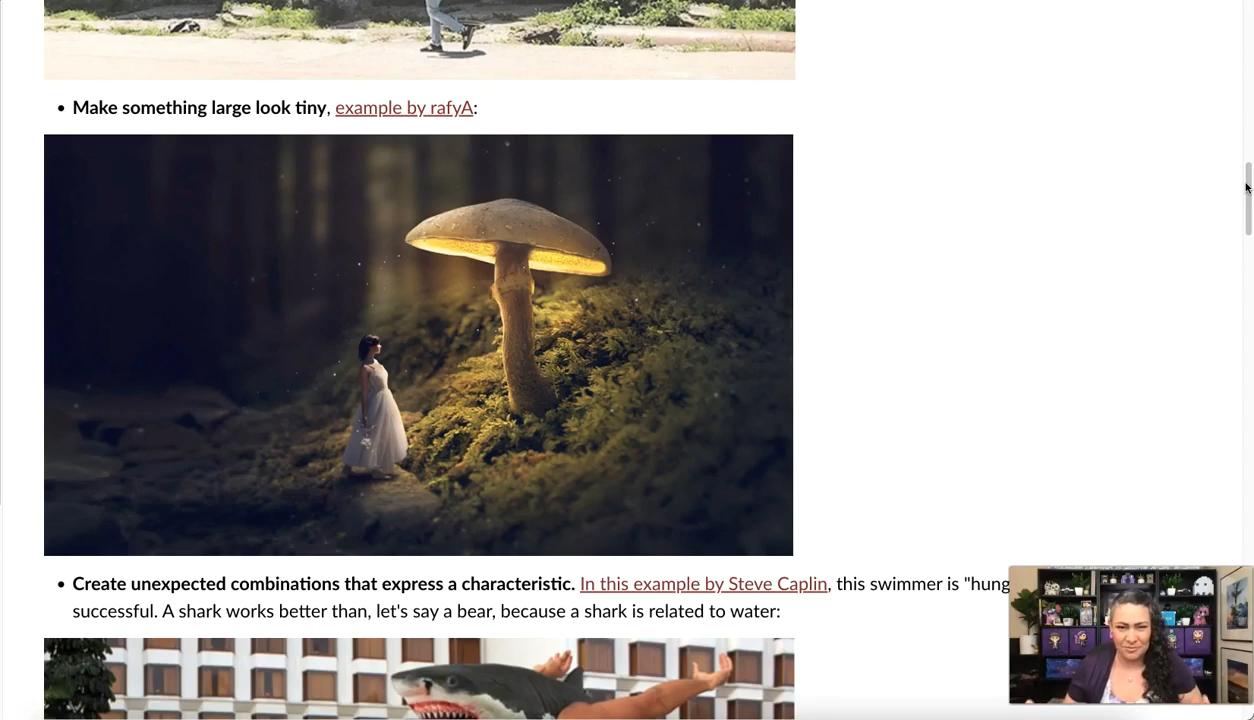 • Make something large look tiny, example by rafyA:
• Create unexpected combinations that express a characteristic. In this example by Steve Caplin, this swimmer is "hung
successful. A shark works better than, let's say a bear, because a shark is related to water: